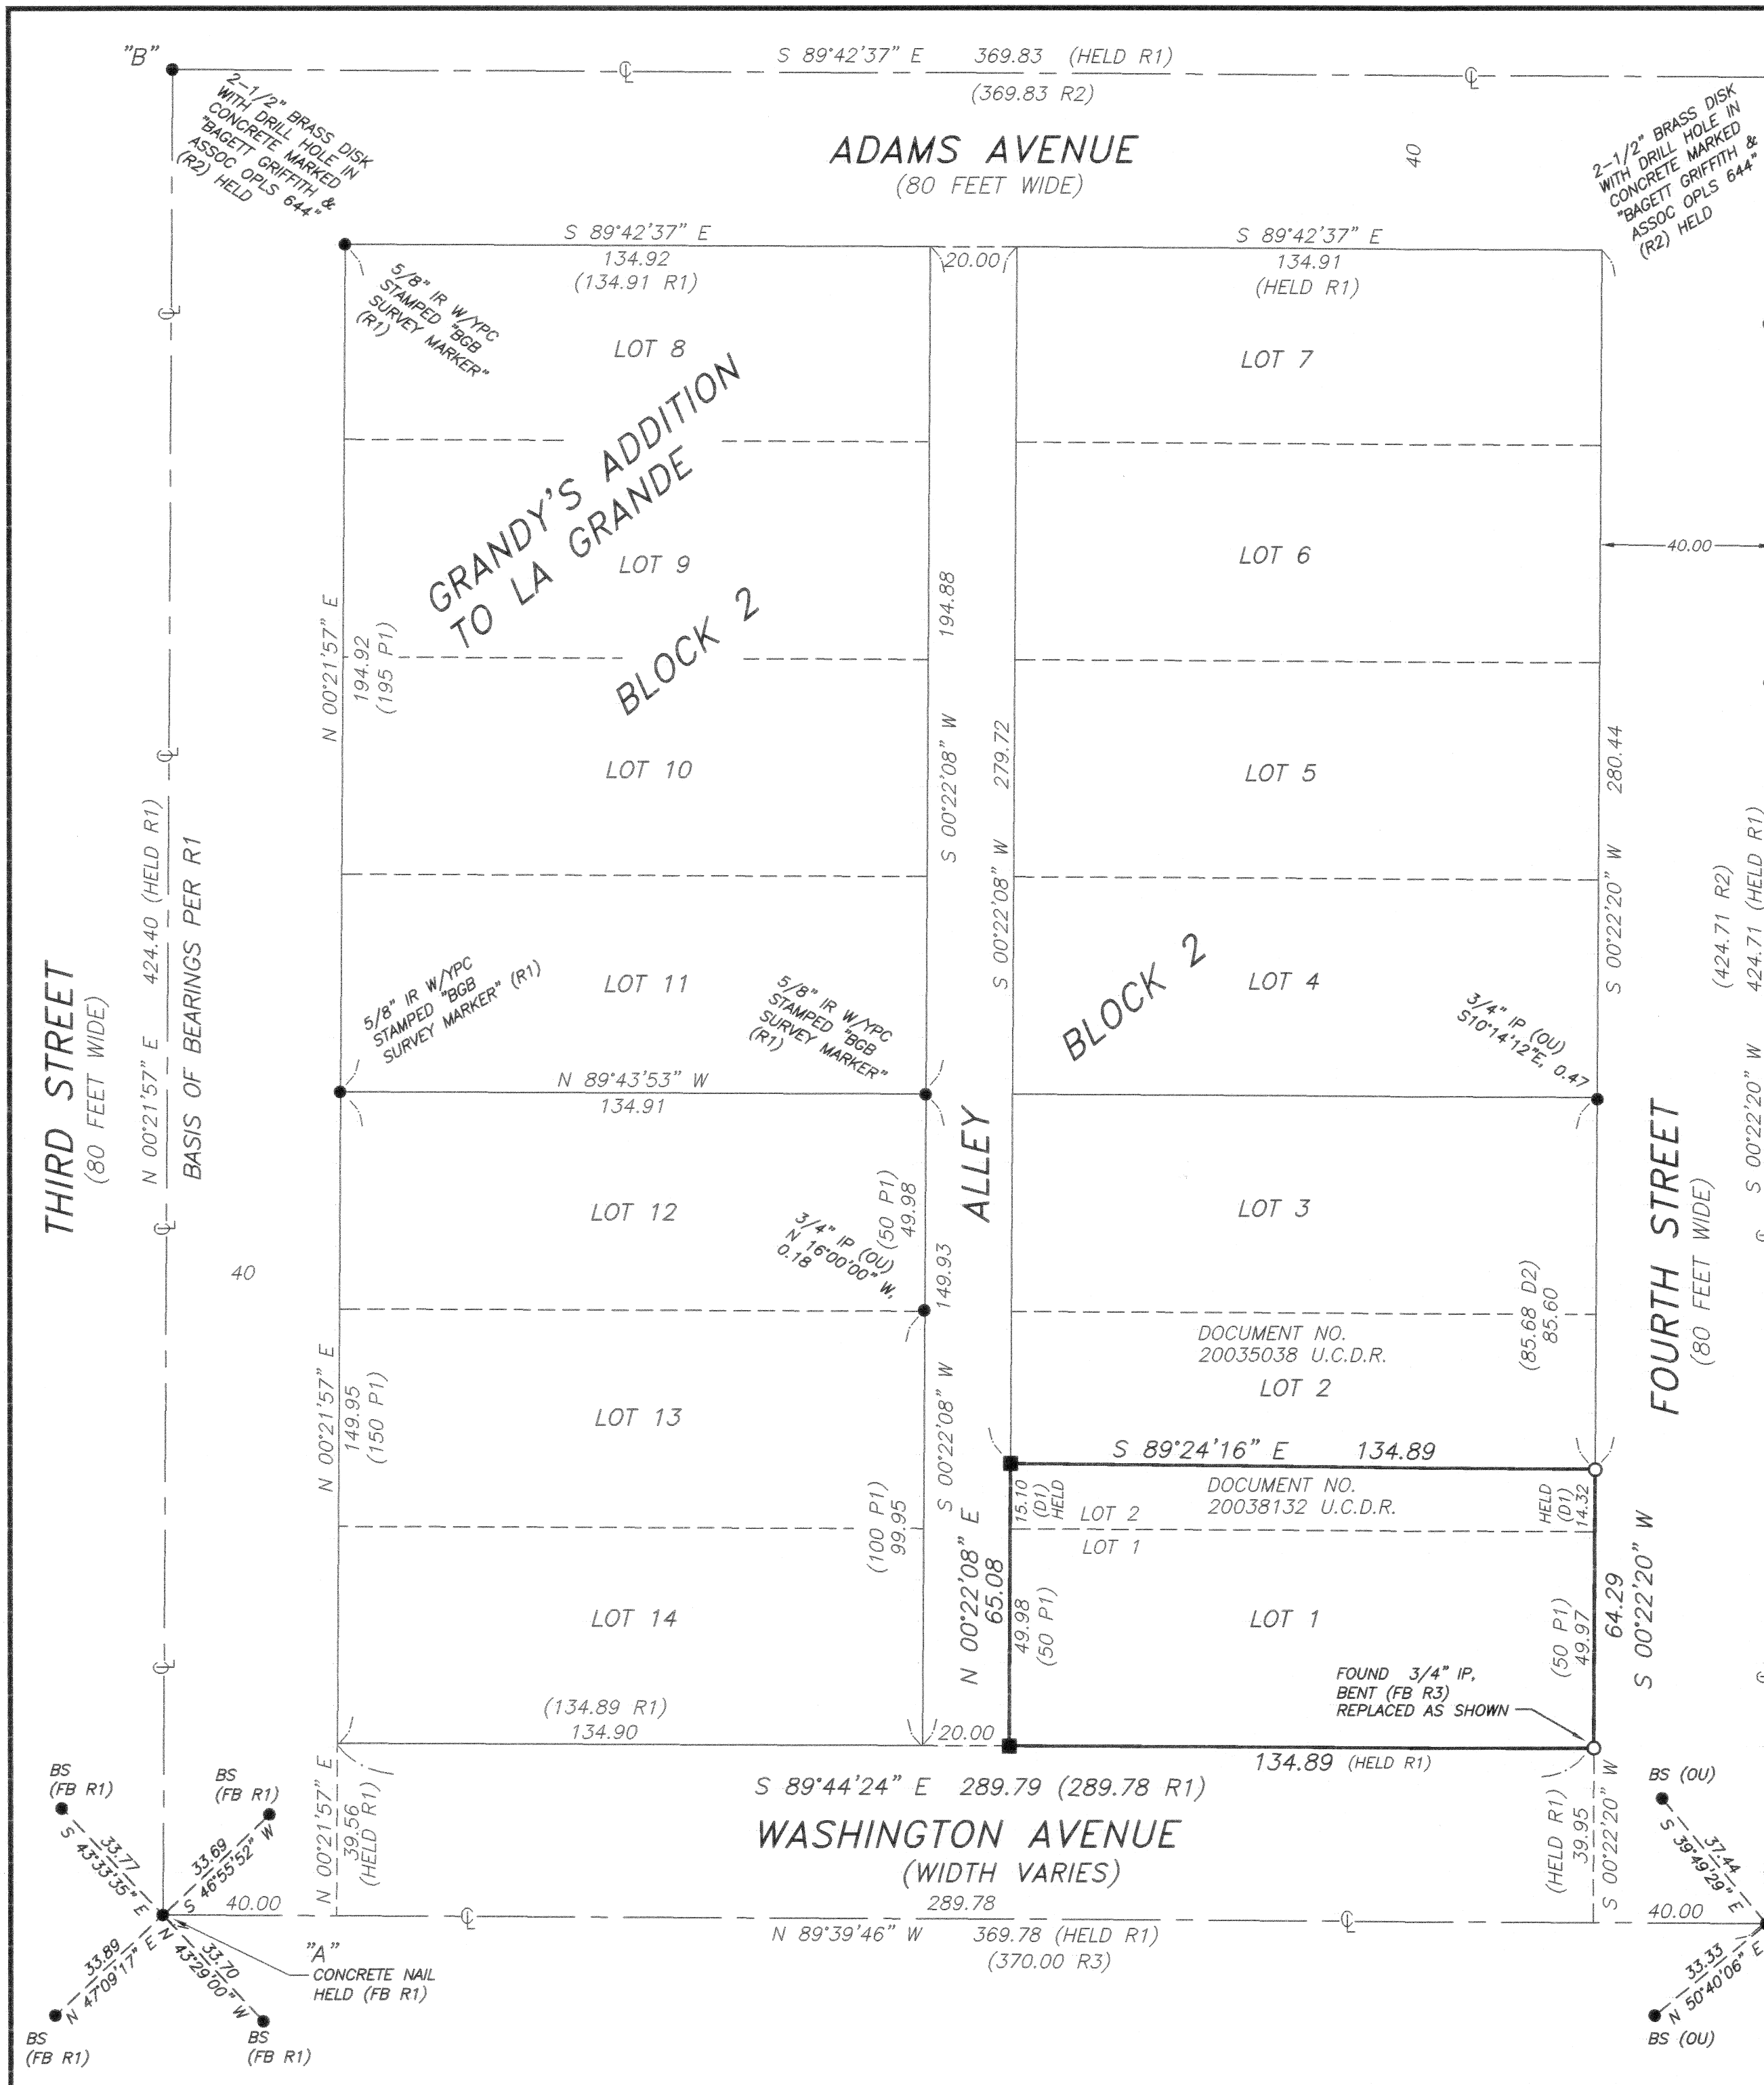 "B"
S 89°42'37" E 369.83 (HELD R1)
(369.83 R2)
2-1/2" BRASS DISK
WITH DRILL HOLE IN
CONCRETE MARKED
"BAGETT GRIFFITH &
ASSOC OPLS 644"
(R2) HELD
ADAMS AVENUE
(80 FEET WIDE)
40
2-1/2" BRASS DISK
WITH DRILL HOLE IN
CONCRETE MARKED
"BAGETT GRIFFITH &
ASSOC OPLS 644"
(R2) HELD
S 89°42'37" E
134.92
(134.91 R1)
20.00
S 89°42'37" E
134.91
(HELD R1)
5/8" IR W/YPC
STAMPED "BGB
SURVEY MARKER"
(R1)
LOT 8
LOT 7
GRANDY'S ADDITION
TO LA GRANDE
BLOCK 2
LOT 9
LOT 6
40.00
N 00°21'57" E
194.92
(195 P1)
194.88
S 00°22'08" W
279.72
S 00°22'08" W
280.44
S 00°22'20" W
LOT 10
LOT 5
N 00°21'57" E 424.40 (HELD R1)
BASIS OF BEARINGS PER R1
(424.71 R2)
424.71 (HELD R1)
S 00°22'20" W
THIRD STREET
(80 FEET WIDE)
LOT 11
BLOCK 2
LOT 4
5/8" IR W/YPC
STAMPED "BGB
SURVEY MARKER" (R1)
5/8" IR W/YPC
STAMPED "BGB
SURVEY MARKER"
(R1)
3/4" IP (OU)
S10°14'12"E, 0.47
N 89°43'53" W
134.91
ALLEY
FOURTH STREET
(80 FEET WIDE)
LOT 12
LOT 3
(50 P1)
49.98
3/4" IP (OU)
N 16°00'00" W,
0.18
149.93
S 00°22'08" W
40
(85.68 D2)
85.60
DOCUMENT NO.
20035038 U.C.D.R.
LOT 2
N 00°21'57" E
149.95
(150 P1)
LOT 13
S 89°24'16" E 134.89
DOCUMENT NO.
20038132 U.C.D.R.
15.10
(D1)
HELD
HELD
(D1)
14.32
LOT 2
LOT 1
(100 P1)
99.95
N 00°22'08" E
65.08
49.98
(50 P1)
LOT 14
LOT 1
(50 P1)
49.97
64.29
S 00°22'20" W
FOUND 3/4" IP,
BENT (FB R3)
REPLACED AS SHOWN
(134.89 R1)
134.90
20.00
134.89 (HELD R1)
S 89°44'24" E 289.79 (289.78 R1)
WASHINGTON AVENUE
(WIDTH VARIES)
N 00°21'57" E
39.56
(HELD R1)
(HELD R1)
39.95
S 00°22'20" W
BS
(FB R1)
BS
(FB R1)
33.77
S 43°33'35" E
33.69
S 46°55'52" W
33.89
N 47°09'17" E
33.70
N 43°29'00" W
BS
(FB R1)
BS
(FB R1)
40.00
289.78
N 89°39'46" W 369.78 (HELD R1)
(370.00 R3)
40.00
"A"
CONCRETE NAIL
HELD (FB R1)
BS (OU)
37.44
S 39°49'29" E
33.33
N 50°40'06" E
BS (OU)